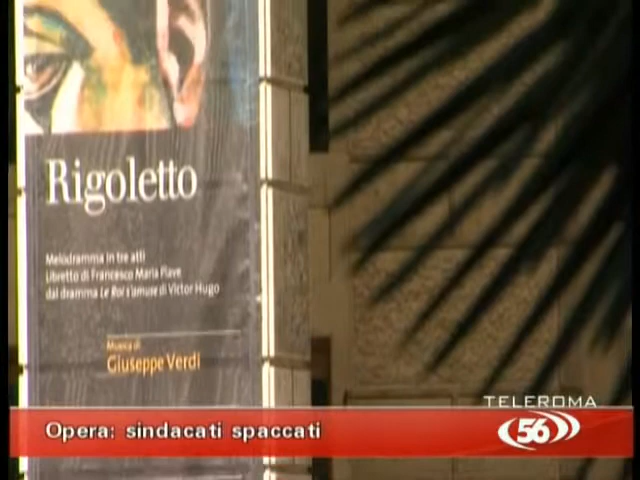 Rigoletto
Melodramma in tre atti
Libretto di Francesco Maria Piave
dal dramma Le Roi s'amuse di Victor Hugo
Musica di
Giuseppe Verdi
TELEROMA
56
Opera: sindacati spaccati